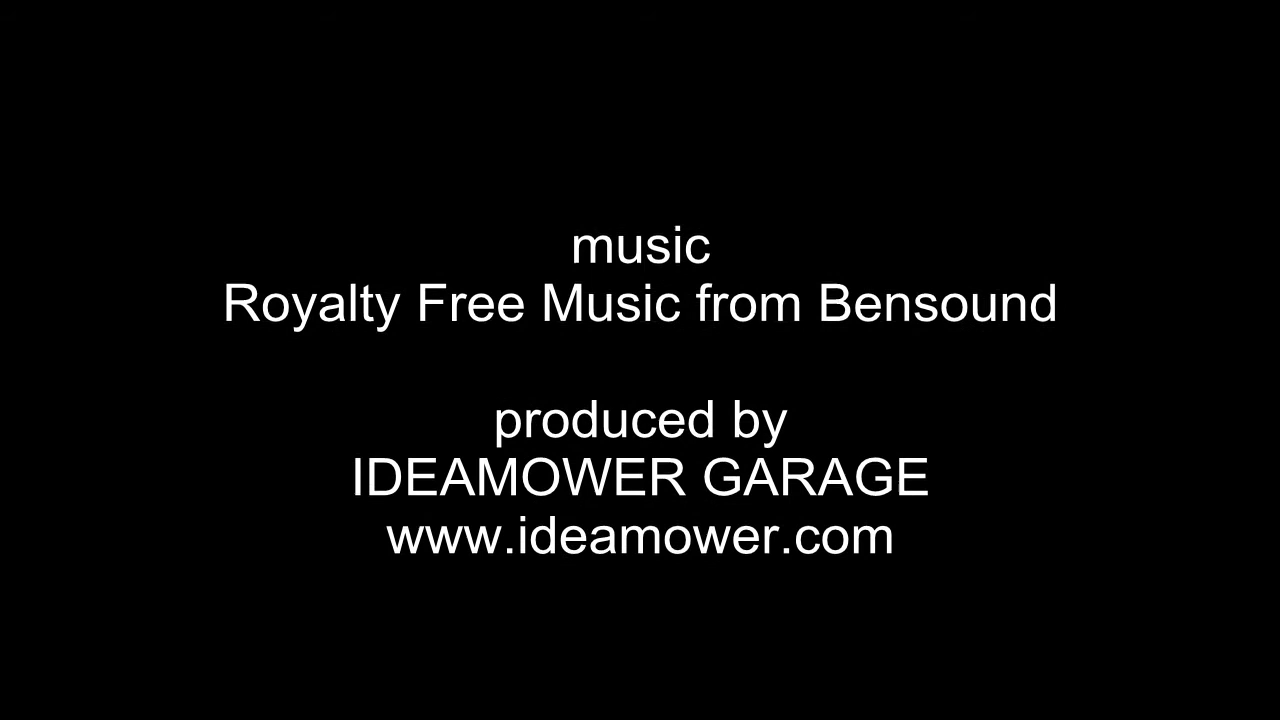 music
Royalty Free Music from Bensound
produced by
IDEAMOWER GARAGE
www.ideamower.com